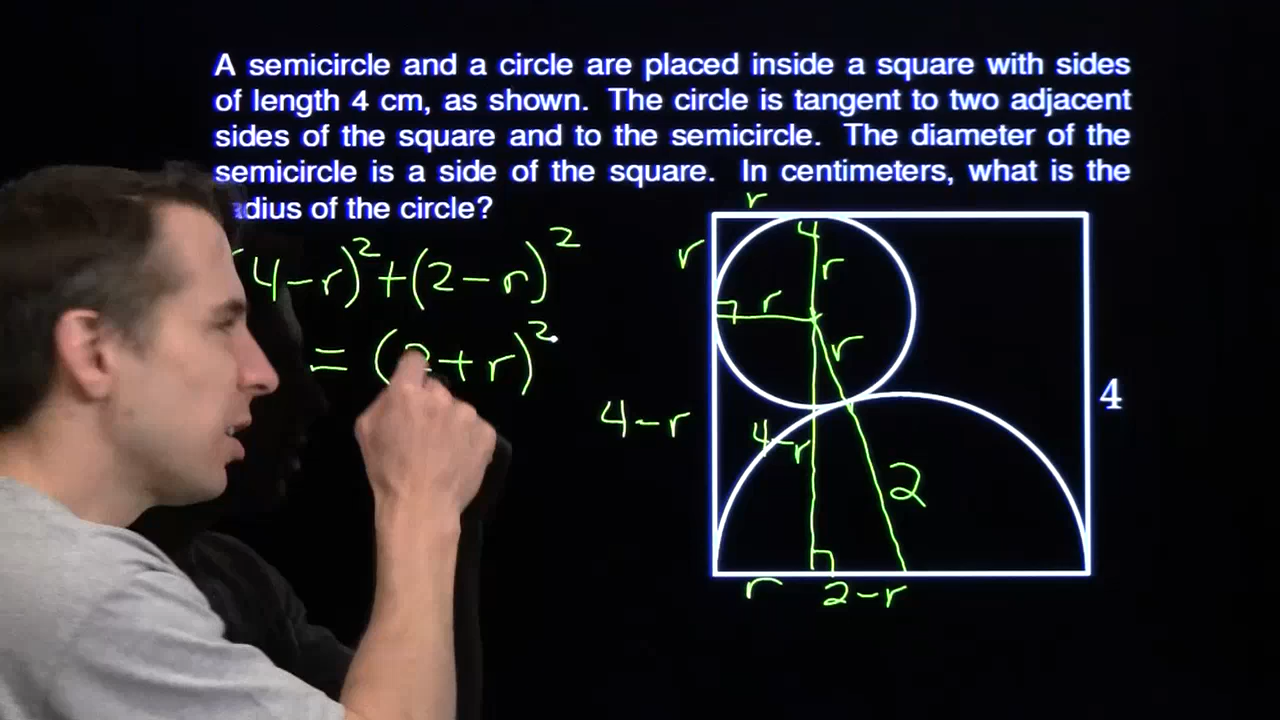 A semicircle and a circle are placed inside a square with sides
of length 4 cm, as shown. The circle is tangent to two adjacent
sides of the square and to the semicircle. The diameter of the
semicircle is a side of the square. In centimeters, what is the
radius of the circle?
(4-r)²+(2-r)²
= (2+r)²
r
r
r
r
r
4-r
4-r
2
4
r
2-r